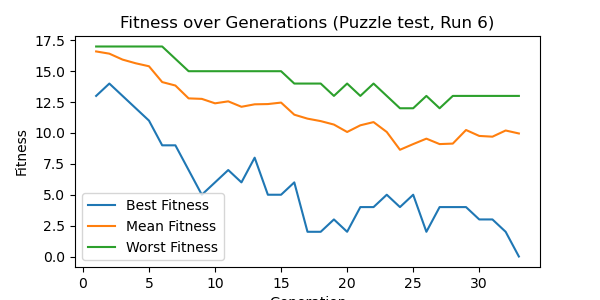 Fitness over Generations (Puzzle test, Run 6)
17.5
15.0
12.5
10.0
7.5
5.0
2.5
0.0
Fitness
Best Fitness
Mean Fitness
Worst Fitness
0 5 10 15 20 25 30
Generation